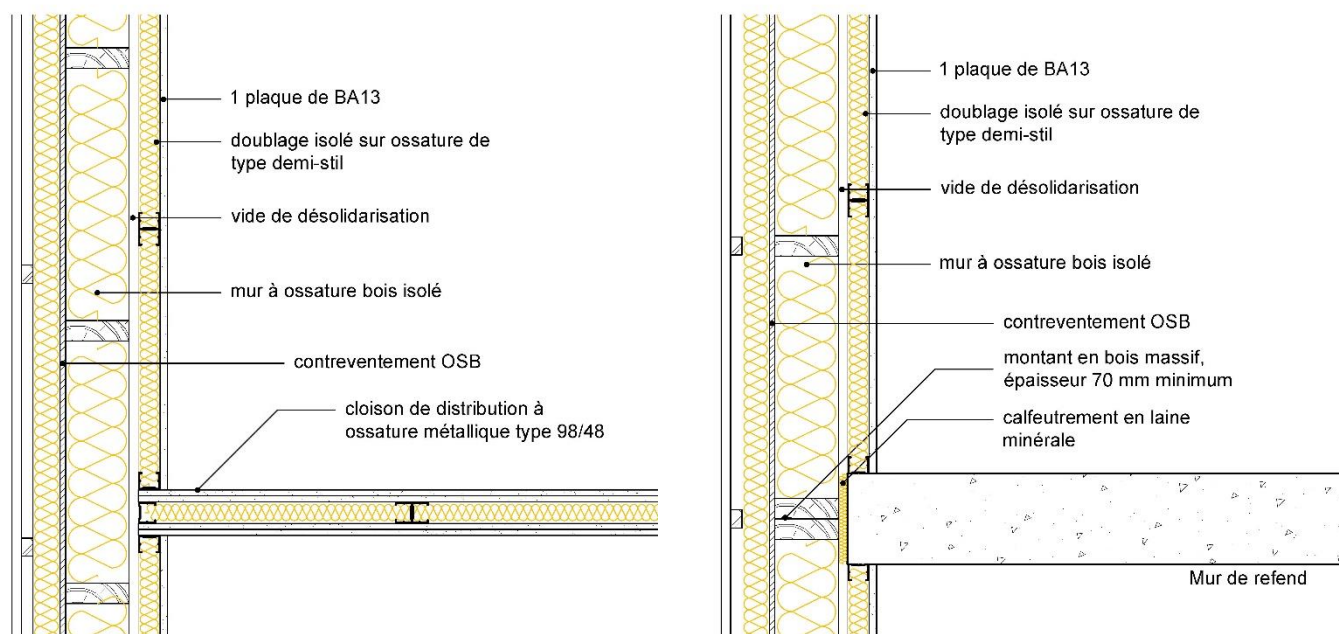 1 plaque de BA13
doublage isolé sur ossature de
type demi-stil
vide de désolidarisation
mur à ossature bois isolé
contreventement OSB
cloison de distribution à
ossature métallique type 98/48
1 plaque de BA13
doublage isolé sur ossature de
type demi-stil
vide de désolidarisation
mur à ossature bois isolé
contreventement OSB
montant en bois massif,
épaisseur 70 mm minimum
calfeutrement en laine
minérale
Mur de refend